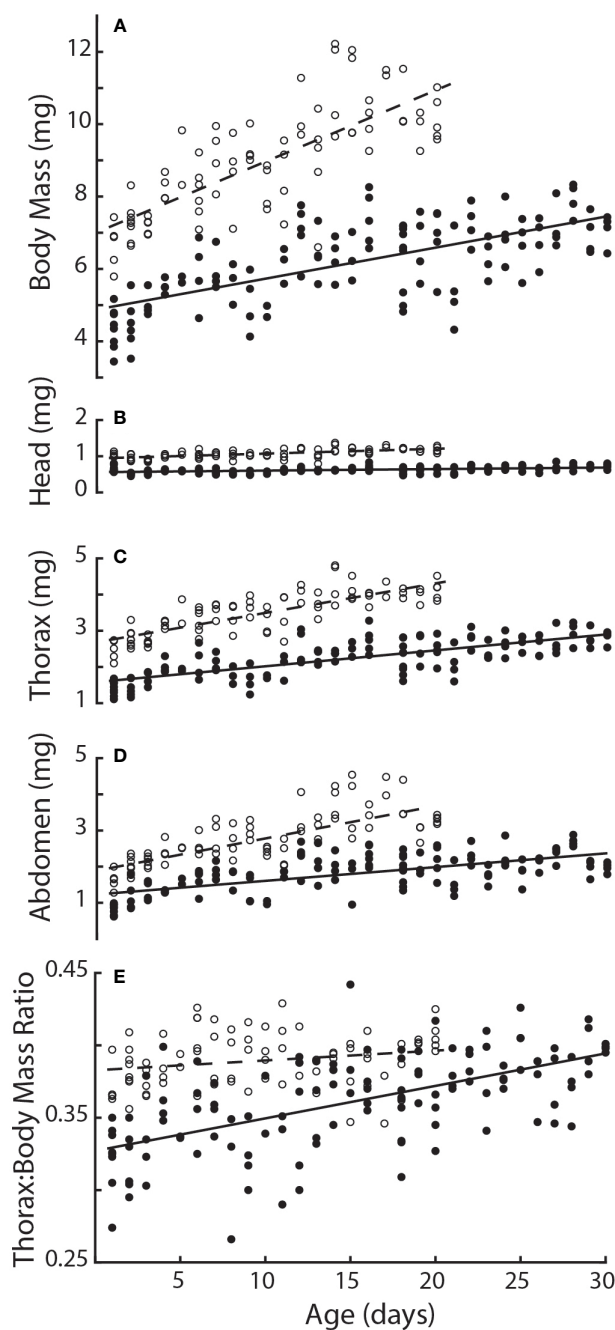 A
12
10
8
6
4
Body Mass (mg)
B
2
1
0
Head (mg)
C
5
3
1
Thorax (mg)
D
5
3
1
Abdomen (mg)
E
0.45
0.35
0.25
Thorax:Body Mass Ratio
5 10 15 20 25 30
Age (days)